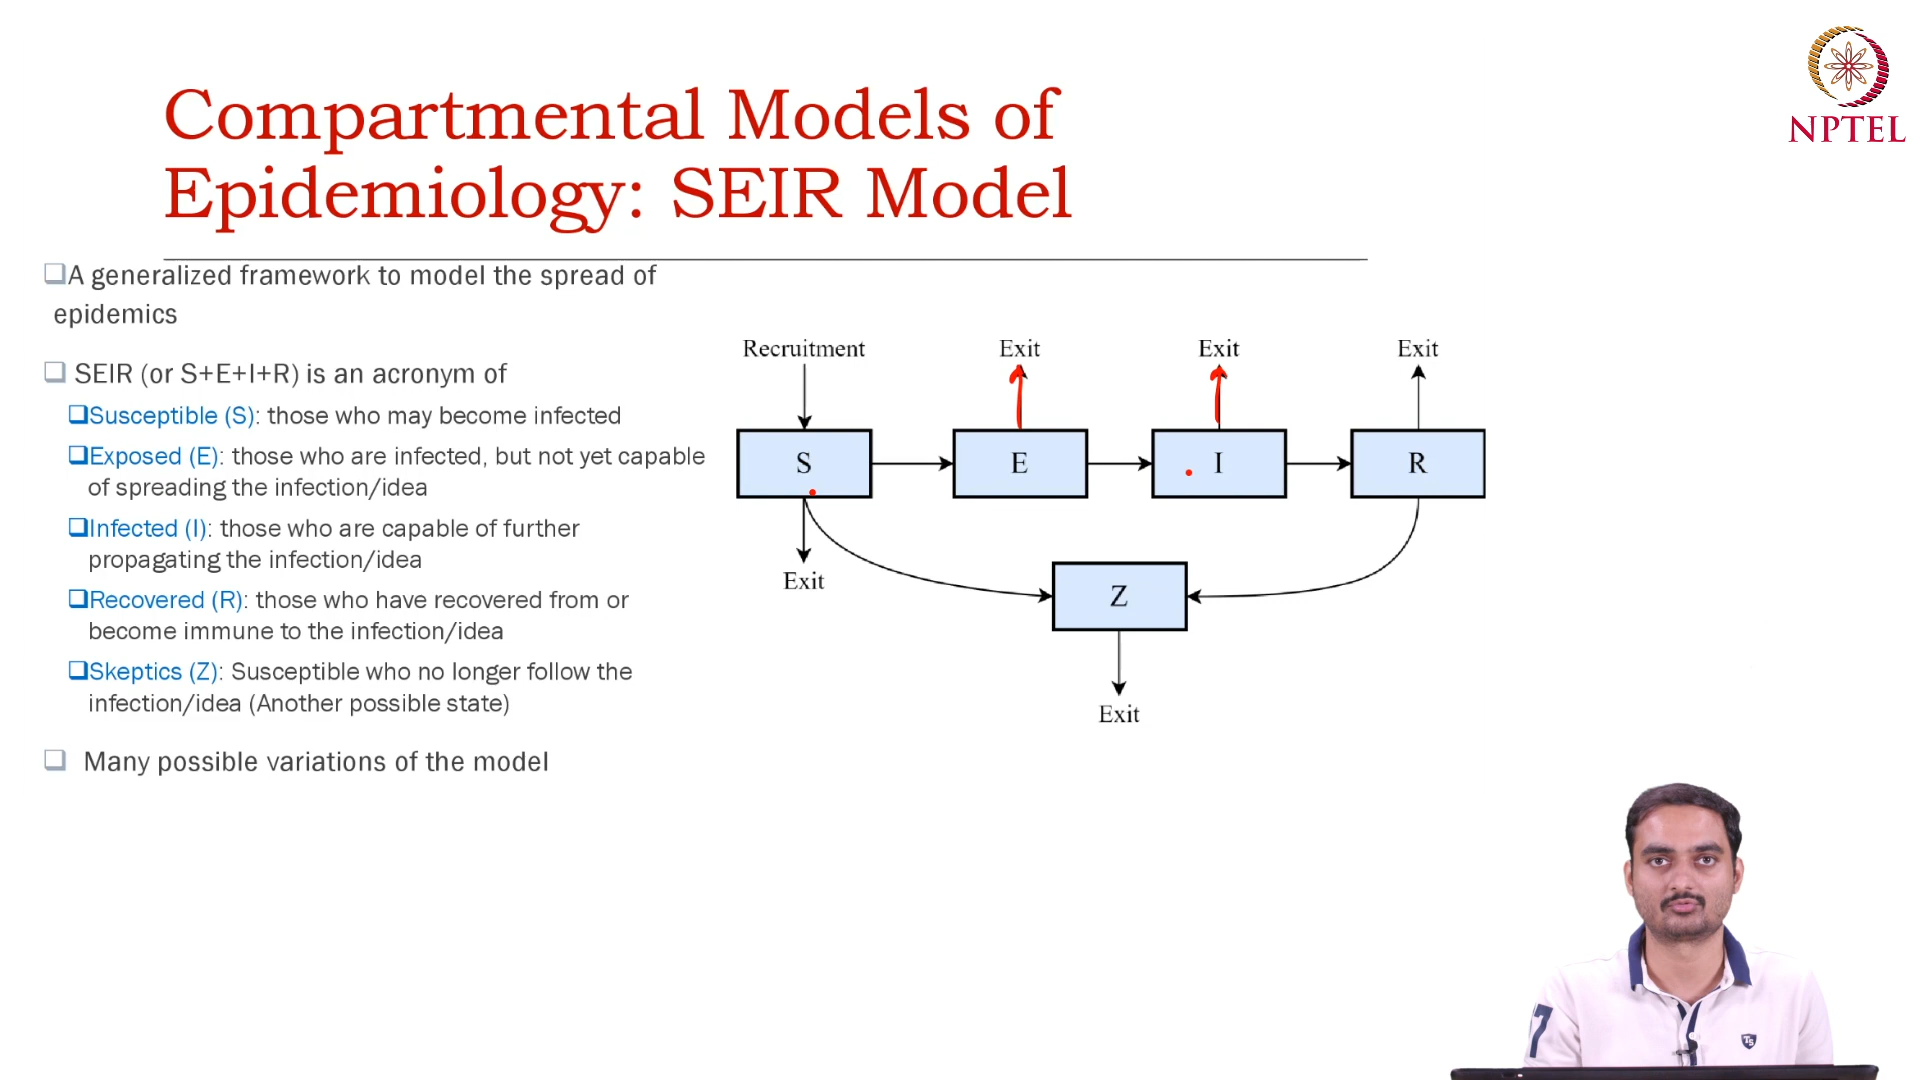 NPTEL
Compartmental Models of
Epidemiology: SEIR Model
A generalized framework to model the spread of
epidemics
SEIR (or S+E+I+R) is an acronym of
Susceptible (S): those who may become infected
Exposed (E): those who are infected, but not yet capable
of spreading the infection/idea
Infected (I): those who are capable of further
propagating the infection/idea
Recovered (R): those who have recovered from or
become immune to the infection/idea
Skeptics (Z): Susceptible who no longer follow the
infection/idea (Another possible state)
Many possible variations of the model
Recruitment
Exit
Exit
Exit
S
E
I
R
Exit
Z
Exit
7
TS